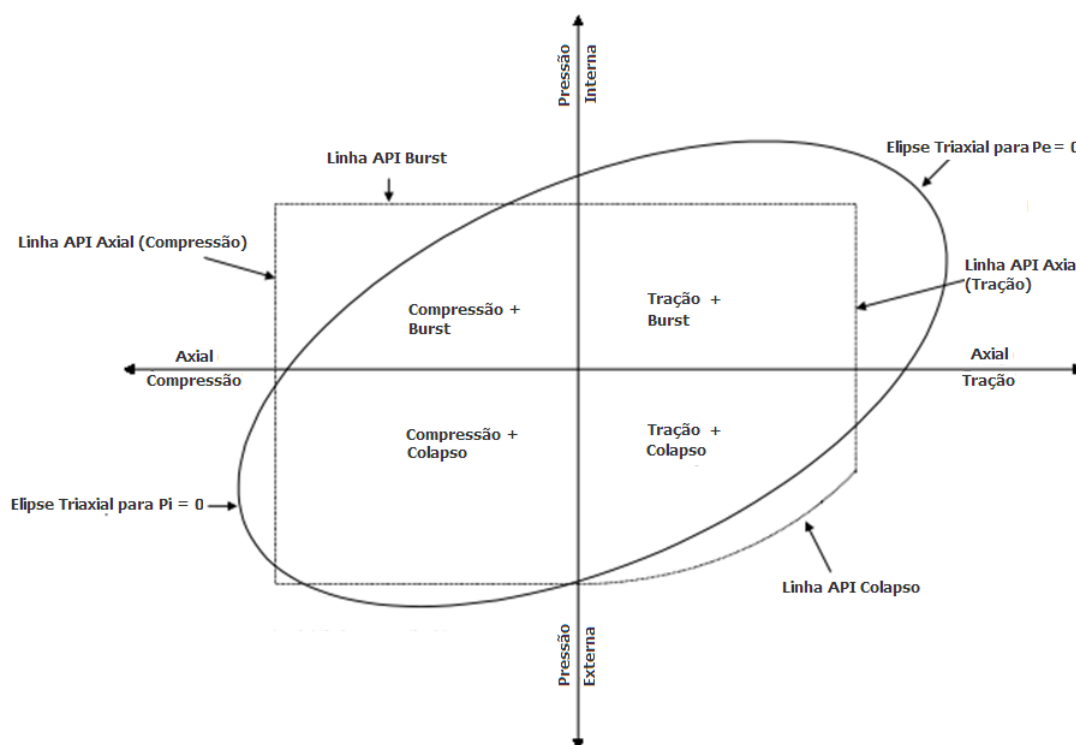 Pressão
Interna
Linha API Burst
Elipse Triaxial para Pe = 0
Linha API Axial (Compressão)
Linha API Axial
(Tração)
Compressão +
Burst
Tração +
Burst
Axial
Compressão
Axial
Tração
Compressão +
Colapso
Tração +
Colapso
Elipse Triaxial para Pi = 0
Linha API Colapso
Pressão
Externa